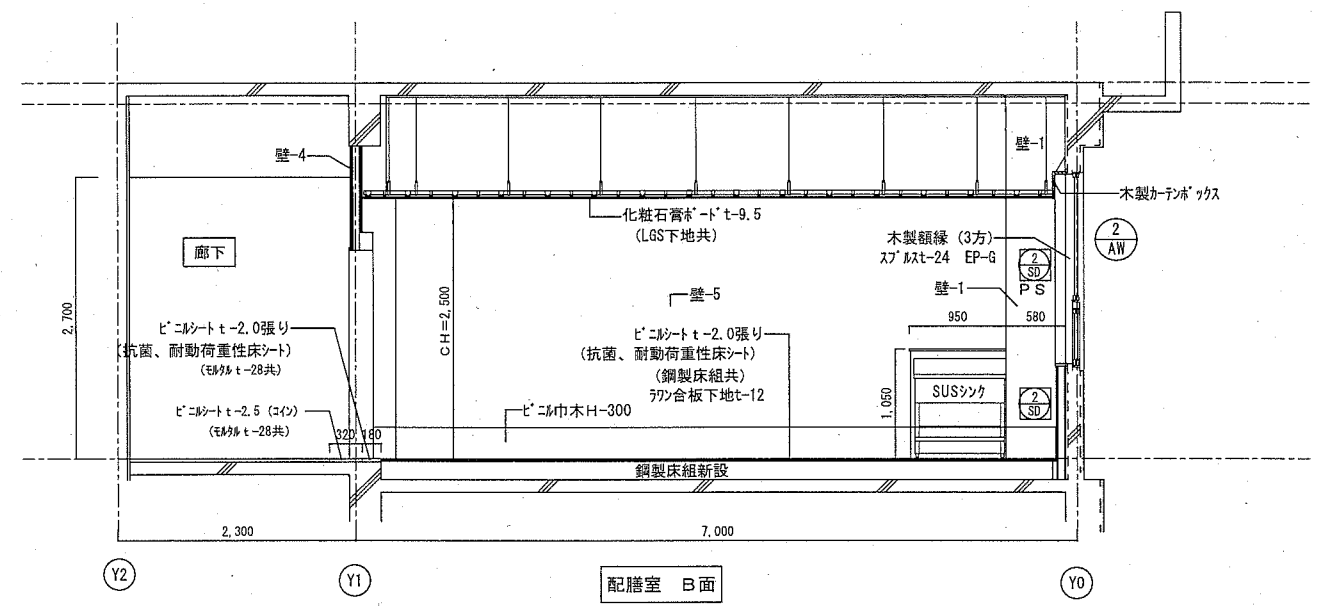 壁-4
壁-1
木製カーテンボックス
化粧石膏ボードt-9.5
(LGS下地共)
2
AW
木製額縁 (3方)
スプルスt-24 EP-G
廊下
2
SD
PS
壁-1
壁-5
2,700
CH=2,500
950
580
ビニルシートt-2.0張り
(抗菌、耐動荷重性床シート)
(モルタルt-28共)
ビニルシートt-2.0張り
(抗菌、耐動荷重性床シート)
(鋼製床組共)
ラワン合板下地t-12
1,050
SUSシンク
2
SD
ビニルシートt-2.5 (コイン)
(モルタルt-28共)
ビニル巾木H-300
320
180
鋼製床組新設
2,300
7,000
Y2
Y1
Y0
配膳室 B面